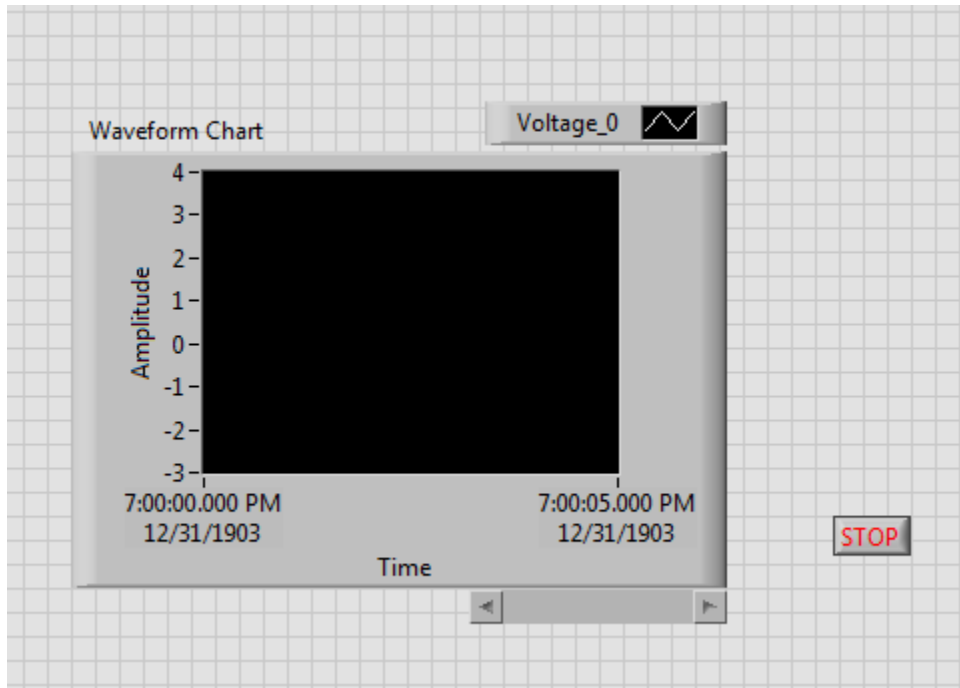 Voltage_0
Waveform Chart
4
3
2
1
0
-1
-2
-3
Amplitude
7:00:00.000 PM
12/31/1903
7:00:05.000 PM
12/31/1903
Time
STOP